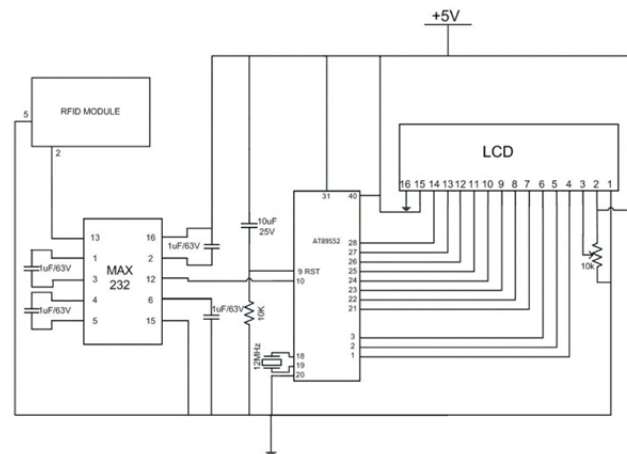 +5V
5
RFID MODULE
2
LCD
16 15 14 13 12 11 10 9 8 7 6 5 4 3 2 1
31 40
10uF
25V
AT89S52
10k
13 16
1uF/63V
1 2
1uF/63V
MAX
232
3 12
4 6
1uF/63V
5 15
1uF/63V
9 RST
10
10K
28
27
26
25
24
23
22
21
3
2
1
12MHz
18
19
20